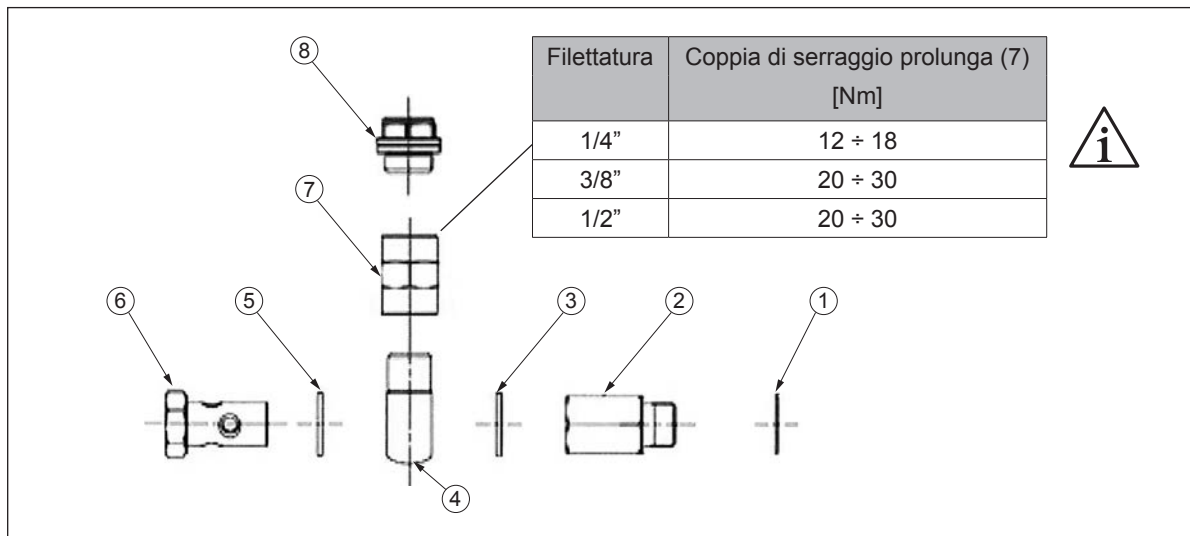 8
Filettatura Coppia di serraggio prolunga (7)
[Nm]
1/4” 12 ÷ 18
3/8” 20 ÷ 30
1/2” 20 ÷ 30
i
7
6 5 3 2 1
4